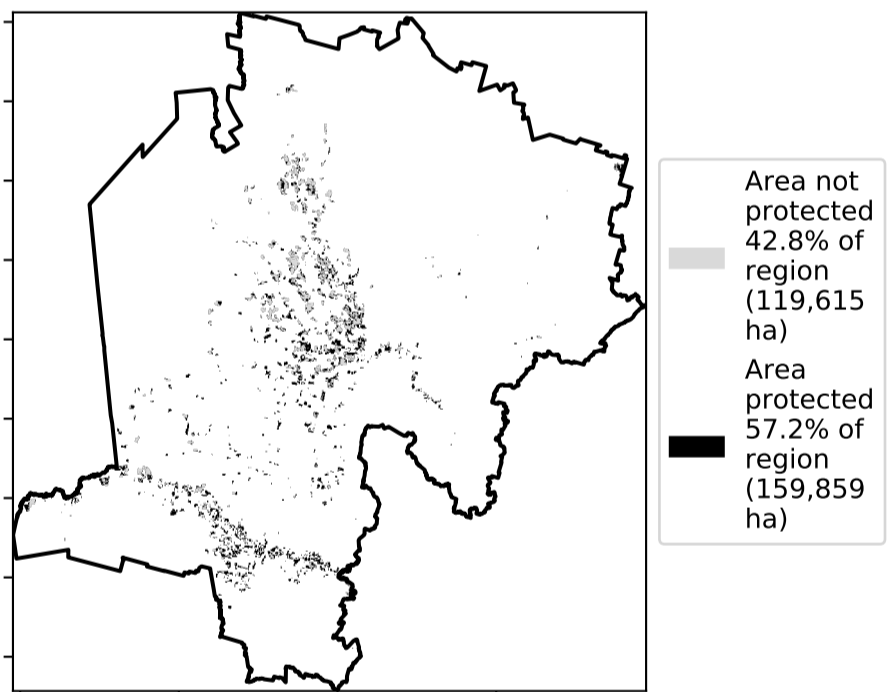 Area not
protected
42.8% of
region
(119,615
ha)
Area
protected
57.2% of
region
(159,859
ha)